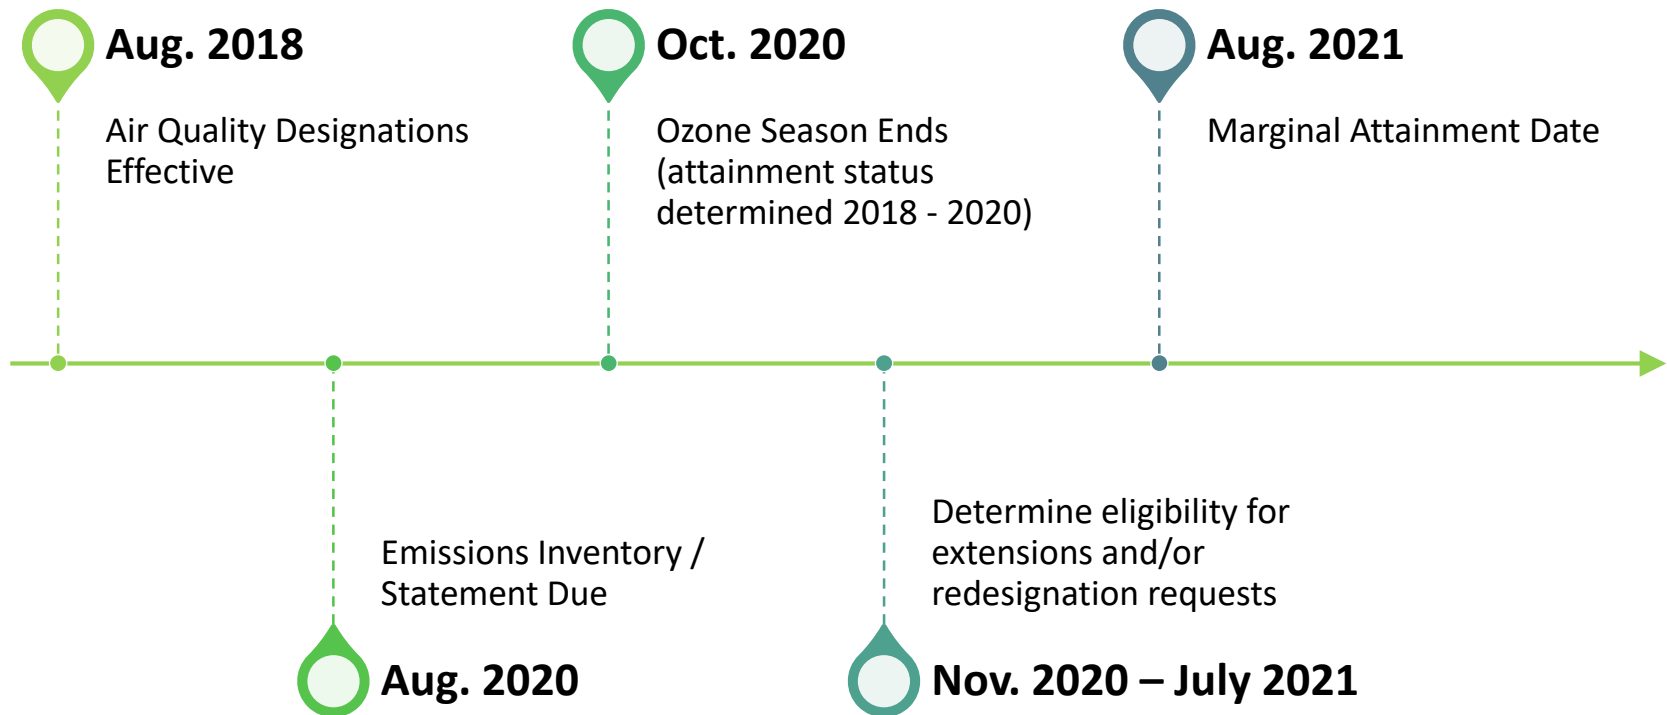 Aug. 2018
Air Quality Designations
Effective
Oct. 2020
Ozone Season Ends
(attainment status
determined 2018 - 2020)
Aug. 2021
Marginal Attainment Date
Emissions Inventory /
Statement Due
Aug. 2020
Determine eligibility for
extensions and/or
redesignation requests
Nov. 2020 – July 2021